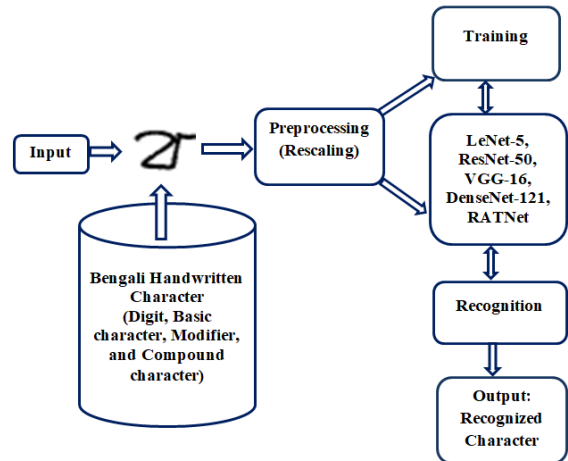 Input
Bengali Handwritten
Character
(Digit, Basic
character, Modifier,
and Compound
character)
Preprocessing
(Rescaling)
Training
LeNet-5,
ResNet-50,
VGG-16,
DenseNet-121,
RATNet
Recognition
Output:
Recognized
Character